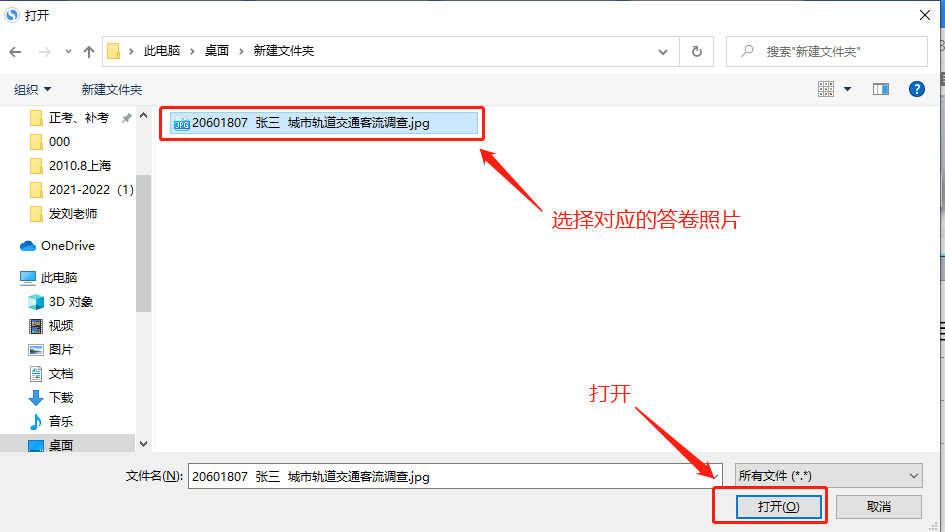 打开
此电脑 › 桌面 › 新建文件夹
搜索"新建文件夹"
组织 新建文件夹
正考、补考
000
2010.8上海
2021-2022（1）
发刘老师
OneDrive
此电脑
3D 对象
视频
图片
文档
下载
音乐
桌面
JPG 20601807 张三 城市轨道交通客流调查.jpg
选择对应的答卷照片
打开
文件名(N): 20601807 张三 城市轨道交通客流调查.jpg 所有文件 (*.*)
打开(O) 取消